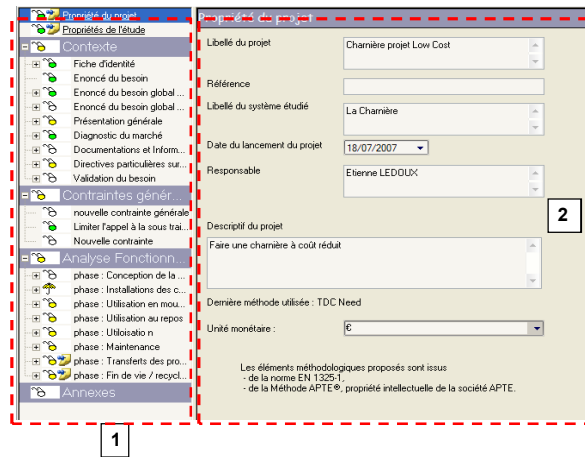 Propriété du projet
Propriétés de l'étude
Contexte
Fiche d'identité
Enoncé du besoin
Enoncé du besoin global ...
Enoncé du besoin global ...
Présentation générale
Diagnostic du marché
Documentations et Inform...
Directives particulières sur...
Validation du besoin
Contraintes génér...
nouvelle contrainte générale
Limiter l'appel à la sous trai...
Nouvelle contrainte
Analyse Fonctionn...
phase : Conception de la ...
phase : Installations des c...
phase : Utilisation en mou...
phase : Utilisation au repos
phase : Utiloisatio n
phase : Maintenance
phase : Transferts des pro...
phase : Fin de vie / recycl...
Annexes
1
Propriété du projet
Libellé du projet
Charnière projet Low Cost
Référence
Libellé du système étudié
La Charnière
Date du lancement du projet
18/07/2007
Responsable
Etienne LEDOUX
2
Descriptif du projet
Faire une charnière à coût réduit
Dernière méthode utilisée : TDC Need
Unité monétaire :
€
Les éléments méthodologiques proposés sont issus
- de la norme EN 1325-1,
- de la Méthode APTE®, propriété intellectuelle de la société APTE.